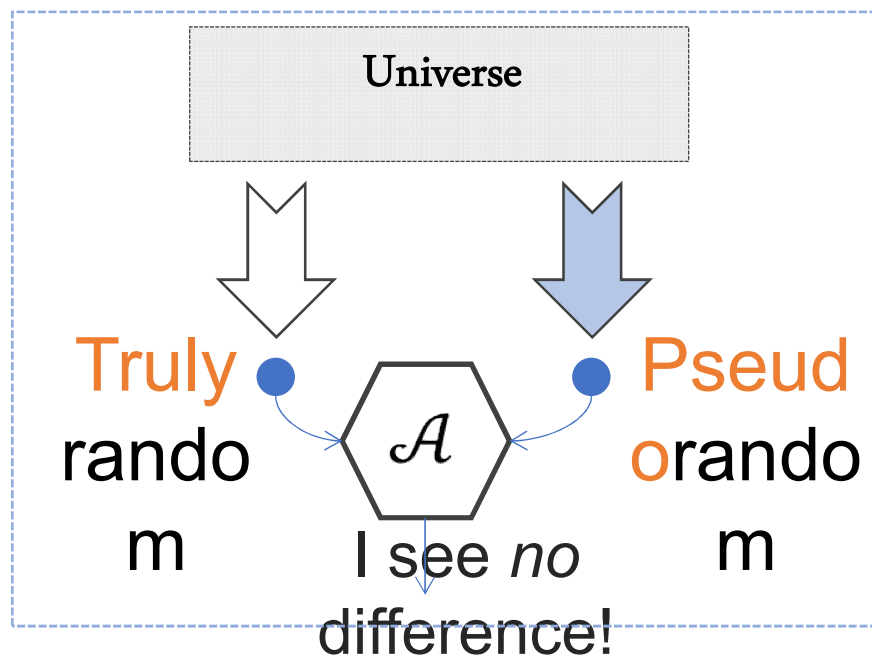 Universe
Truly
rando
m
𝒜
Pseud
orando
m
I see no
difference!